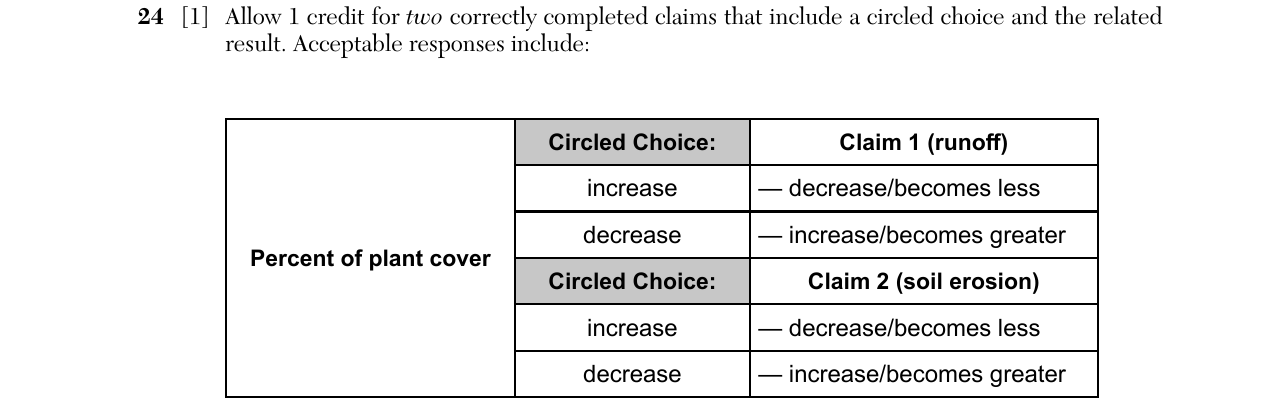 24 [1] Allow 1 credit for two correctly completed claims that include a circled choice and the related
result. Acceptable responses include:
Percent of plant cover
Circled Choice: Claim 1 (runoff)
increase — decrease/becomes less
decrease — increase/becomes greater
Circled Choice: Claim 2 (soil erosion)
increase — decrease/becomes less
decrease — increase/becomes greater